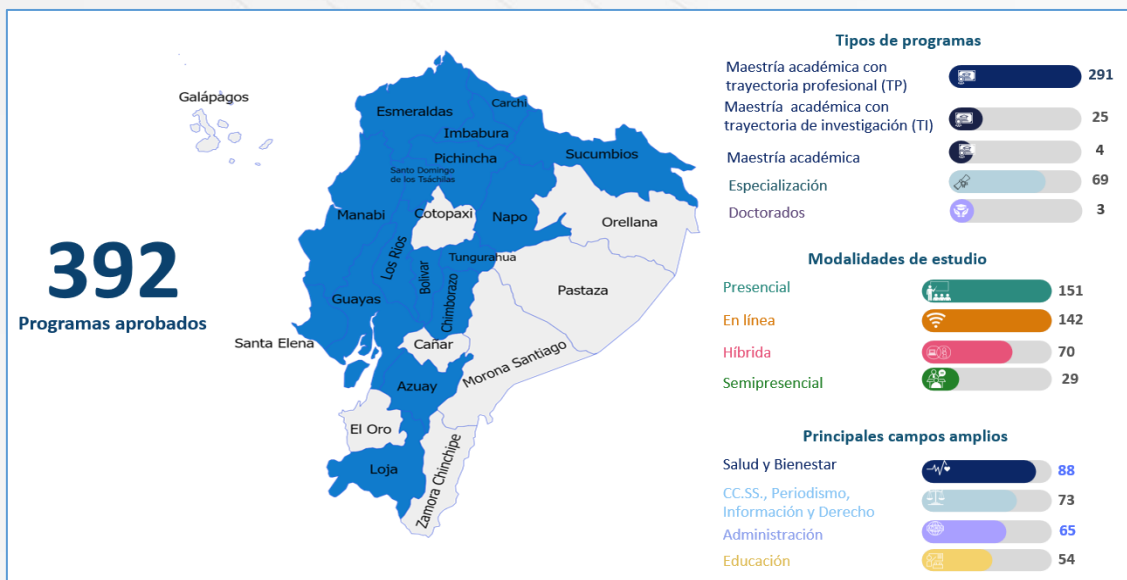 392
Programas aprobados
Galápagos
Esmeraldas
Carchi
Imbabura
Pichincha
Sucumbios
Santo Domingo
de los Tsáchilas
Manabi
Cotopaxi
Napo
Orellana
Los Rios
Tungurahua
Bolivar
Chimborazo
Pastaza
Guayas
Santa Elena
Cañar
Morona Santiago
Azuay
El Oro
Loja
Zamora Chinchipe
Tipos de programas
Maestría académica con
trayectoria profesional (TP)
291
Maestría académica con
trayectoria de investigación (TI)
25
Maestría académica
4
Especialización
69
Doctorados
3
Modalidades de estudio
Presencial
151
En línea
142
Híbrida
70
Semipresencial
29
Principales campos amplios
Salud y Bienestar
88
CC.SS., Periodismo,
Información y Derecho
73
Administración
65
Educación
54